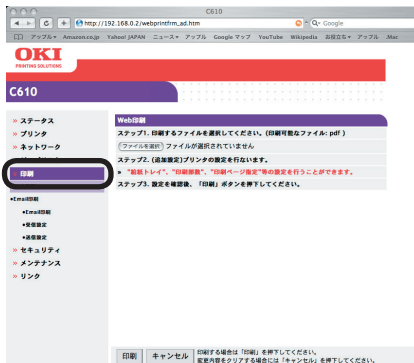 C610
http://192.168.0.2/webprintfrm_ad.htm
Google
アップル Amazon.co.jp Yahoo! JAPAN ニュース アップル Google マップ YouTube Wikipedia お役立ち アップル .Mac
OKI
PRINTING SOLUTIONS
C610
» ステータス
» プリンタ
» ネットワーク
» 印刷
●Email印刷
●Email印刷
●受信設定
●送信設定
» セキュリティ
» メンテナンス
» リンク
Web印刷
ステップ1. 印刷するファイルを選択してください。(印刷可能なファイル: pdf )
ファイルを選択 ファイルが選択されていません
ステップ2. (追加設定)プリンタの設定を行ないます。
» "給紙トレイ"、"印刷部数"、"印刷ページ指定"等の設定を行うことができます。
ステップ3. 設定を確認後、「印刷」ボタンを押下してください。
印刷 キャンセル
印刷する場合は「印刷」を押下してください。
変更内容をクリアする場合には「キャンセル」を押下してください。